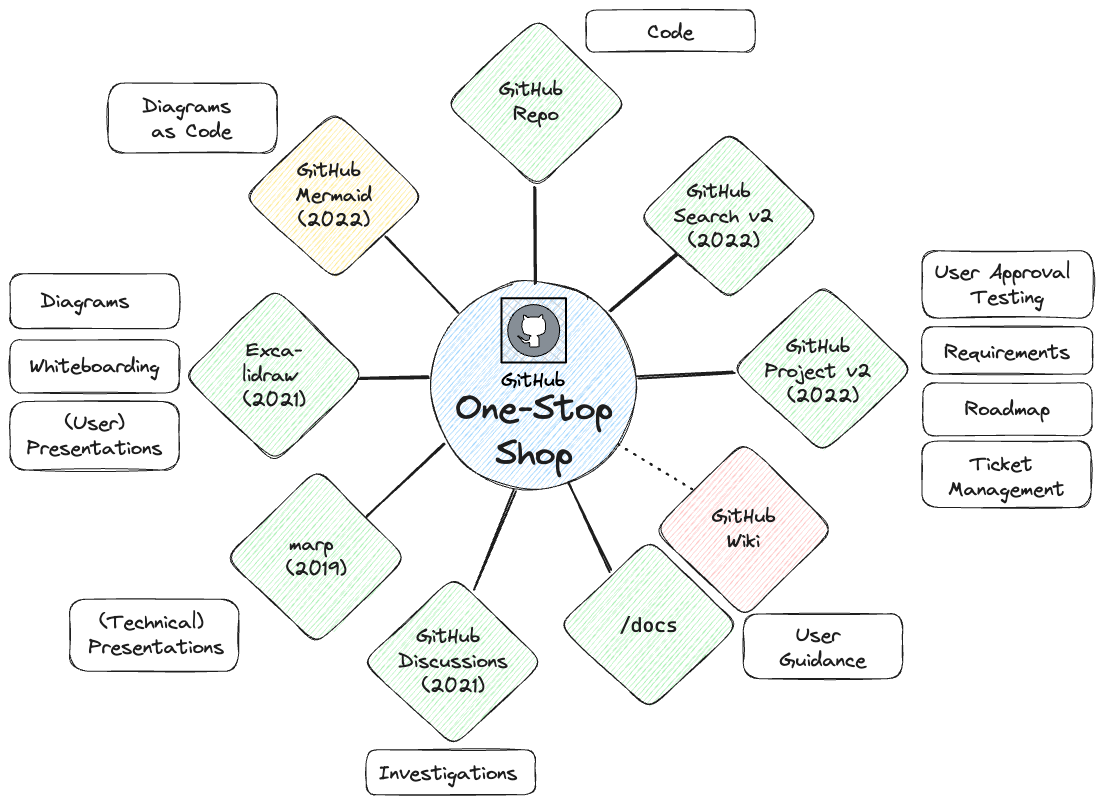 Code
GitHub
Repo
Diagrams
as Code
GitHub
Mermaid
(2022)
GitHub
Search v2
(2022)
User Approval
Testing
Requirements
Roadmap
Ticket
Management
GitHub
Project v2
(2022)
Diagrams
Whiteboarding
(User)
Presentations
Exca-
lidraw
(2021)
GitHub
One-Stop
Shop
GitHub
Wiki
marp
(2019)
(Technical)
Presentations
/docs
User
Guidance
GitHub
Discussions
(2021)
Investigations